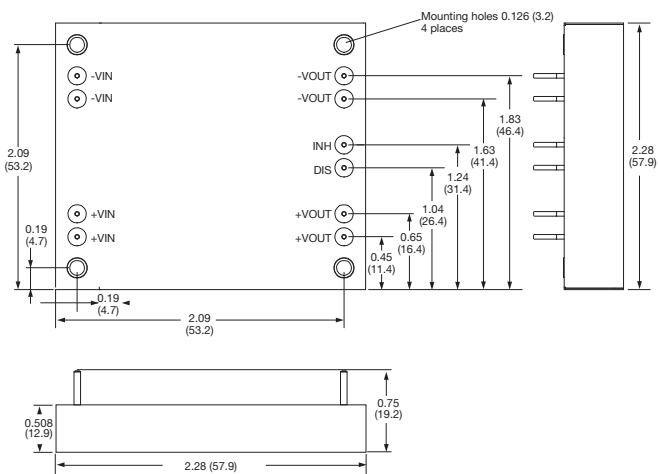 Mounting holes 0.126 (3.2)
4 places
-VIN
-VOUT
-VIN
-VOUT
INH
DIS
+VIN
+VOUT
+VIN
+VOUT
2.09
(53.2)
0.19
(4.7)
0.19
(4.7)
2.09
(53.2)
0.45
(11.4)
0.65
(16.4)
1.04
(26.4)
1.24
(31.4)
1.63
(41.4)
1.83
(46.4)
2.28
(57.9)
0.508
(12.9)
0.75
(19.2)
2.28 (57.9)